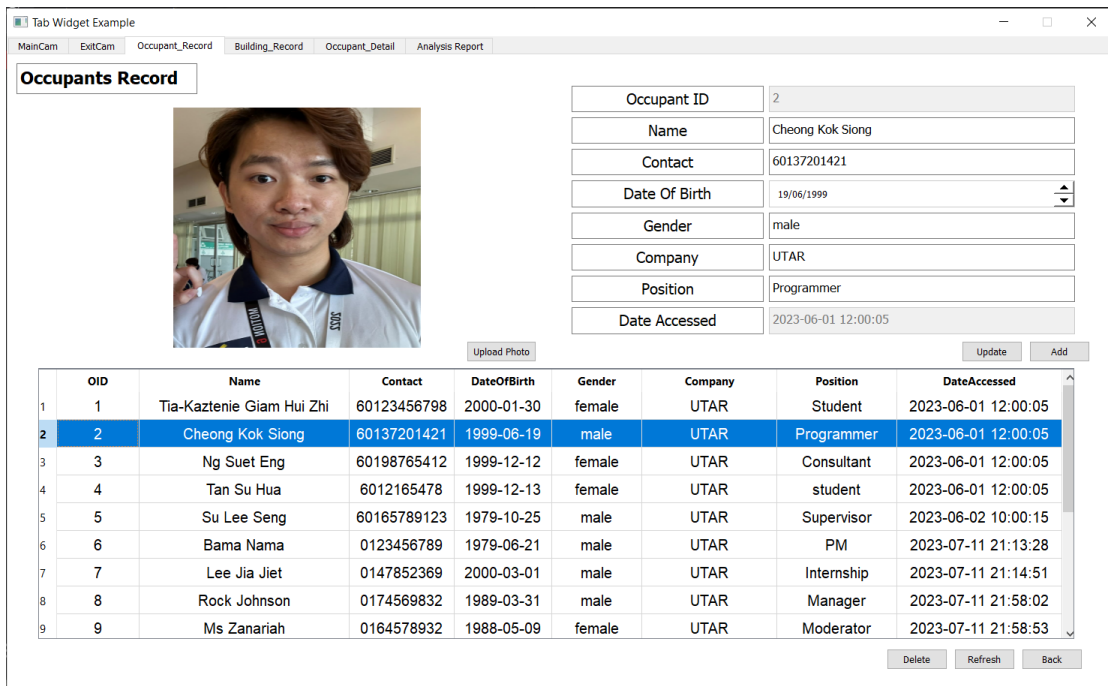 Tab Widget Example
MainCam ExitCam Occupant_Record Building_Record Occupant_Detail Analysis Report
Occupants Record
Occupant ID 2
Name Cheong Kok Siong
Contact 60137201421
Date Of Birth 19/06/1999
Gender male
Company UTAR
Position Programmer
Date Accessed 2023-06-01 12:00:05
NOTION
2022
Upload Photo Update Add
OID Name Contact DateOfBirth Gender Company Position DateAccessed
1 1 Tia-Kaztenie Giam Hui Zhi 60123456798 2000-01-30 female UTAR Student 2023-06-01 12:00:05
2 2 Cheong Kok Siong 60137201421 1999-06-19 male UTAR Programmer 2023-06-01 12:00:05
3 3 Ng Suet Eng 60198765412 1999-12-12 female UTAR Consultant 2023-06-01 12:00:05
4 4 Tan Su Hua 6012165478 1999-12-13 female UTAR student 2023-06-01 12:00:05
5 5 Su Lee Seng 60165789123 1979-10-25 male UTAR Supervisor 2023-06-02 10:00:15
6 6 Bama Nama 0123456789 1979-06-21 male UTAR PM 2023-07-11 21:13:28
7 7 Lee Jia Jiet 0147852369 2000-03-01 male UTAR Internship 2023-07-11 21:14:51
8 8 Rock Johnson 0174569832 1989-03-31 male UTAR Manager 2023-07-11 21:58:02
9 9 Ms Zanariah 0164578932 1988-05-09 female UTAR Moderator 2023-07-11 21:58:53
Delete Refresh Back